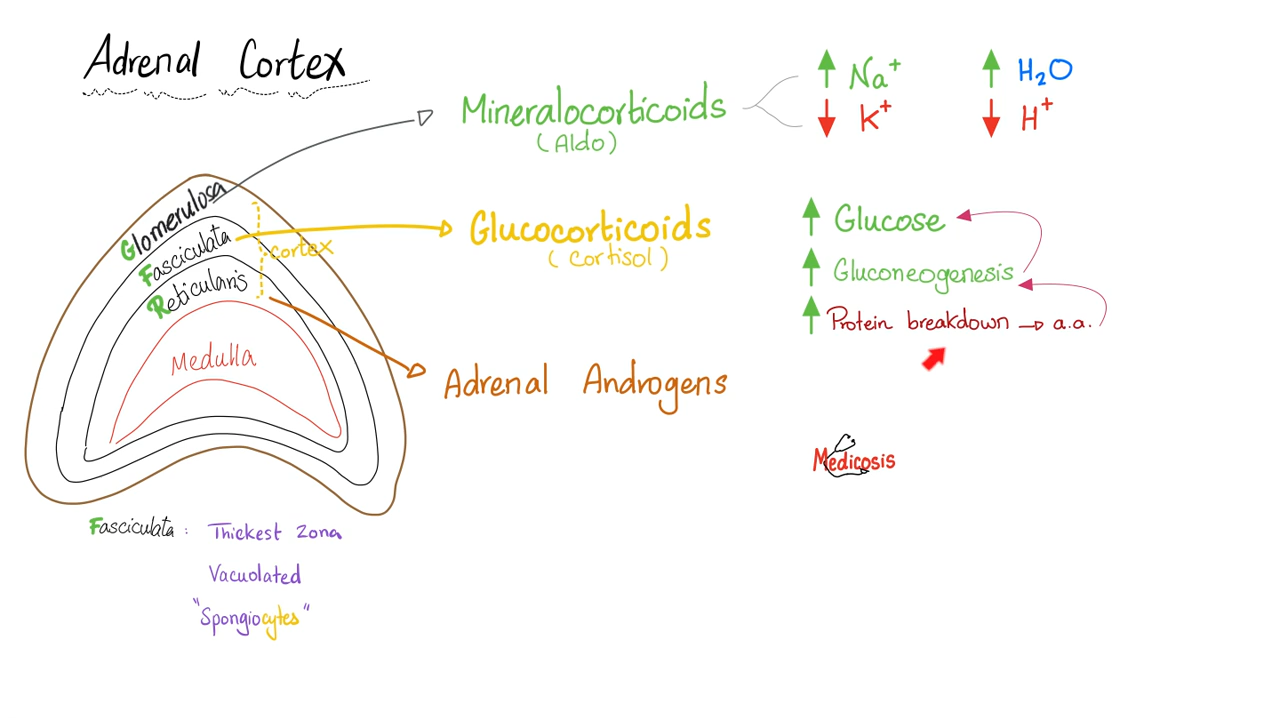 Adrenal Cortex
Mineralocorticoids
(Aldo)
↑ Na+ ↑ H2O
↓ K+ ↓ H+
Glomerulosa
Fasciculata
Reticularis
cortex
Medulla
Glucocorticoids
(Cortisol)
↑ Glucose
↑ Gluconeogenesis
↑ Protein breakdown → a.a.
Adrenal Androgens
Medicosis
Fasciculata : Thickest Zona
Vacuolated
"Spongiocytes"